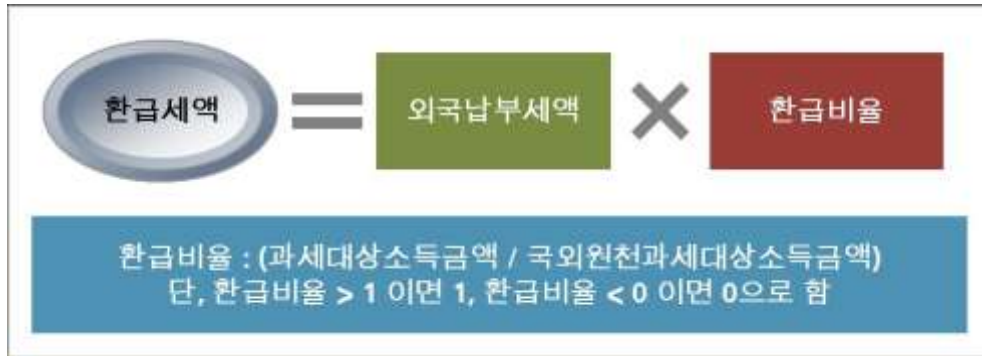 환급세액 = 외국납부세액 × 환급비율
환급비율 : (과세대상소득금액 / 국외원천과세대상소득금액)
단, 환급비율 > 1 이면 1, 환급비율 < 0 이면 0으로 함